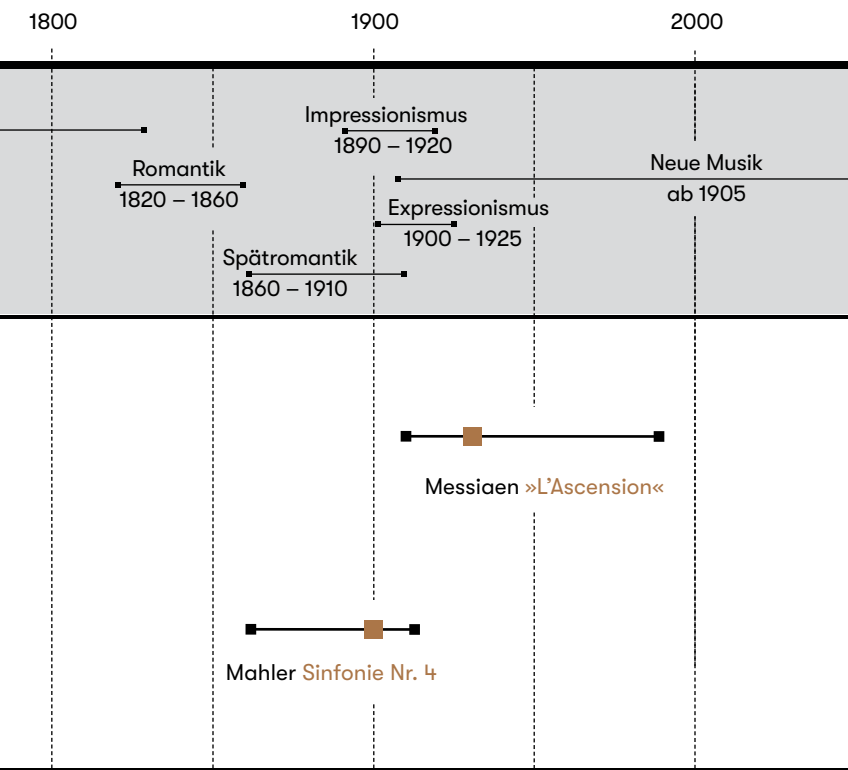 1800 1900 2000
Impressionismus
1890 – 1920
Romantik
1820 – 1860
Neue Musik
ab 1905
Expressionismus
1900 – 1925
Spätromantik
1860 – 1910
Messiaen »L’Ascension«
Mahler Sinfonie Nr. 4